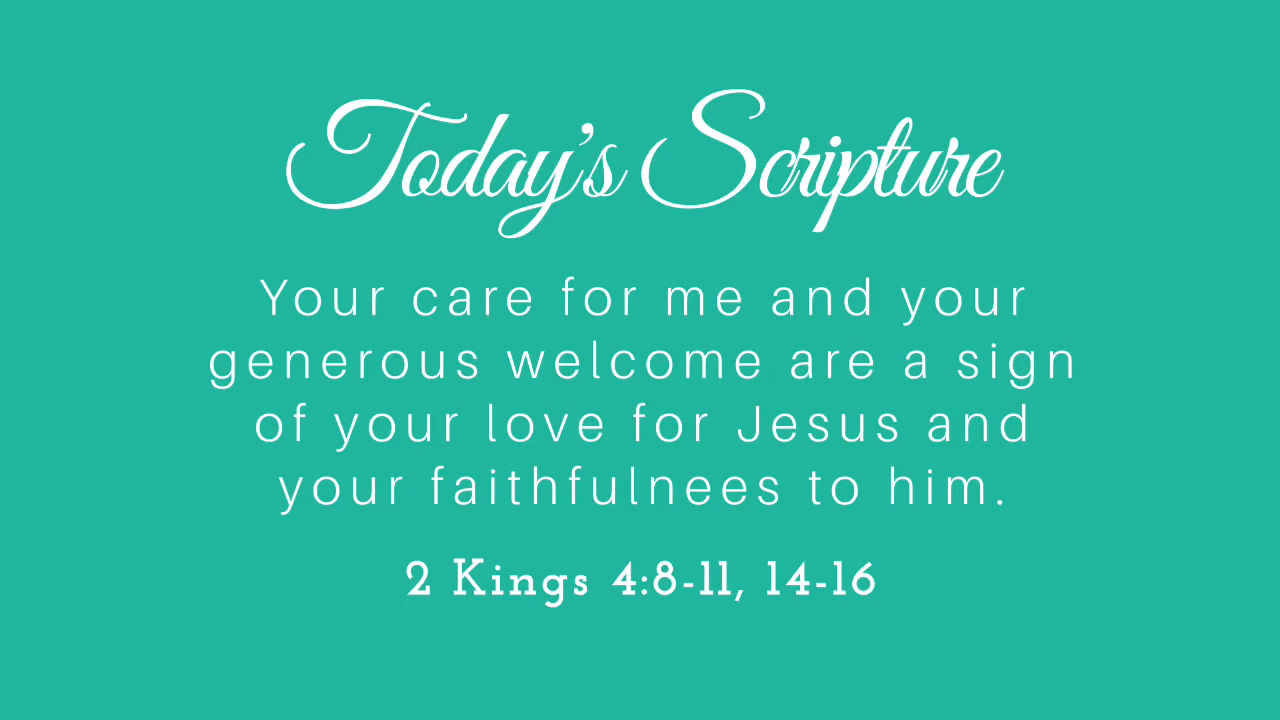 Today's Scripture
Your care for me and your
generous welcome are a sign
of your love for Jesus and
your faithfulnees to him.
2 Kings 4:8-11, 14-16